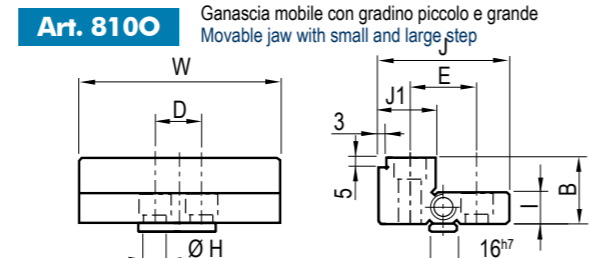 Art. 810O
Ganascia mobile con gradino piccolo e grande
Movable jaw with small and large step
W
J
D
E
J1
3
5
B
I
Ø H
16h7